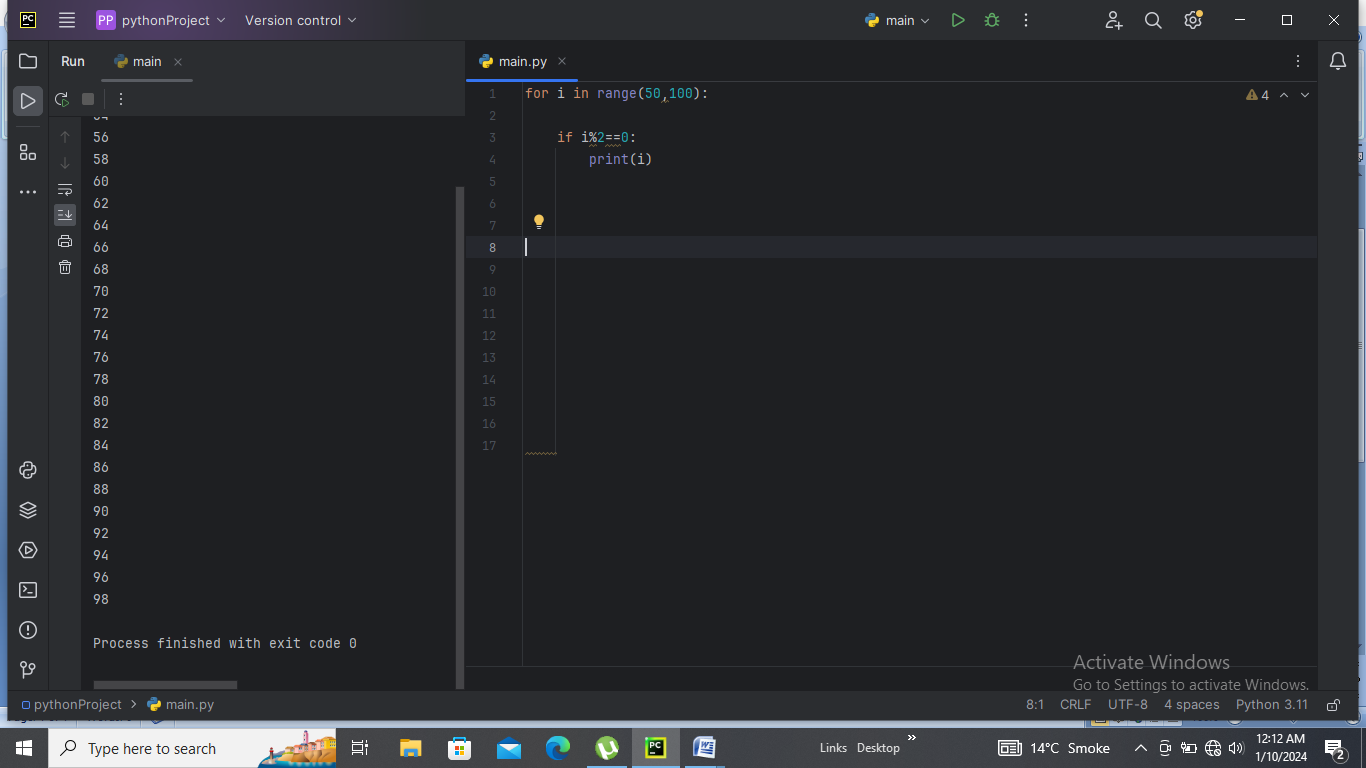 PC
PP pythonProject
Version control
main
Run
main
main.py
56
58
60
62
64
66
68
70
72
74
76
78
80
82
84
86
88
90
92
94
96
98
Process finished with exit code 0
1 for i in range(50,100):
2
3 if i%2==0:
4 print(i)
5
6
7
8
9
10
11
12
13
14
15
16
17
4
Activate Windows
Go to Settings to activate Windows.
pythonProject > main.py
8:1 CRLF UTF-8 4 spaces Python 3.11
Type here to search
PC
W
Links Desktop »
14°C Smoke
12:12 AM
1/10/2024
2